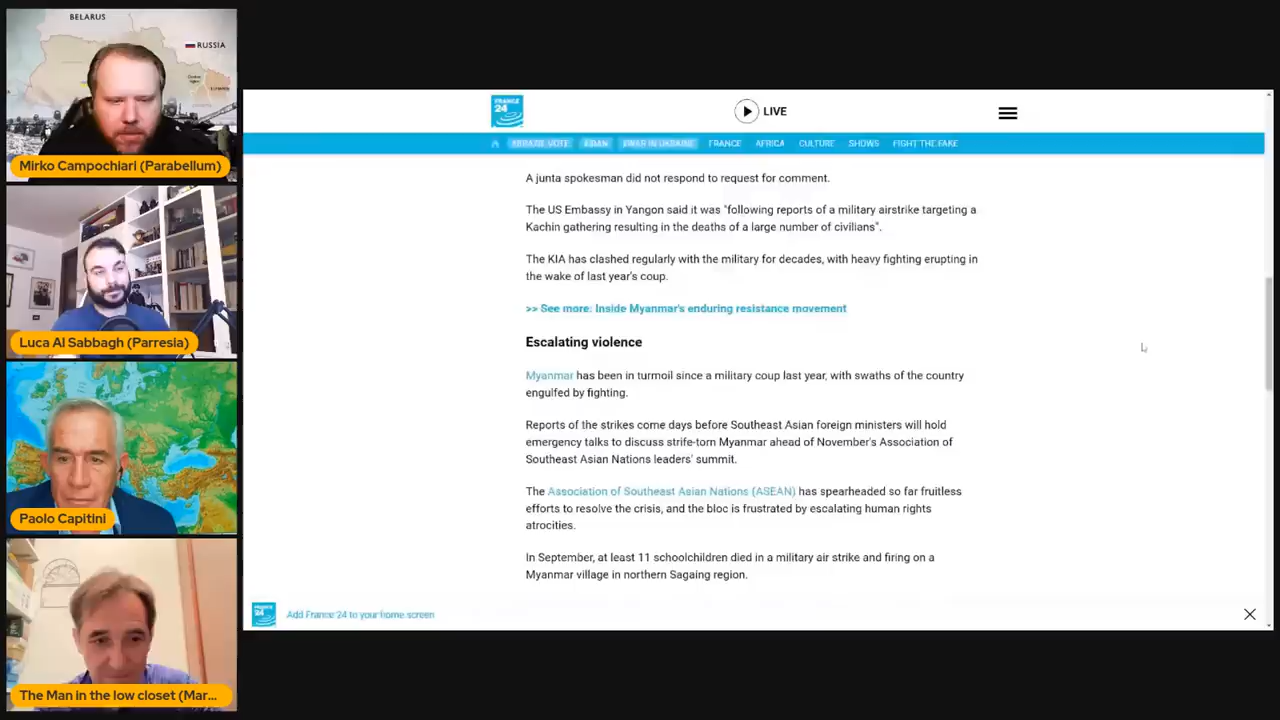 BELARUS
RUSSIA
Mirko Campochiari (Parabellum)
Luca Al Sabbagh (Parresia)
Paolo Capitini
The Man in the low closet (Mar...
FRANCE 24
LIVE
#BRAZIL VOTE #IRAN #WAR IN UKRAINE FRANCE AFRICA CULTURE SHOWS FIGHT THE FAKE
A junta spokesman did not respond to request for comment.
The US Embassy in Yangon said it was "following reports of a military airstrike targeting a
Kachin gathering resulting in the deaths of a large number of civilians".
The KIA has clashed regularly with the military for decades, with heavy fighting erupting in
the wake of last year's coup.
>> See more: Inside Myanmar's enduring resistance movement
Escalating violence
Myanmar has been in turmoil since a military coup last year, with swaths of the country
engulfed by fighting.
Reports of the strikes come days before Southeast Asian foreign ministers will hold
emergency talks to discuss strife-torn Myanmar ahead of November's Association of
Southeast Asian Nations leaders' summit.
The Association of Southeast Asian Nations (ASEAN) has spearheaded so far fruitless
efforts to resolve the crisis, and the bloc is frustrated by escalating human rights
atrocities.
In September, at least 11 schoolchildren died in a military air strike and firing on a
Myanmar village in northern Sagaing region.
FRANCE 24
Add France 24 to your home screen